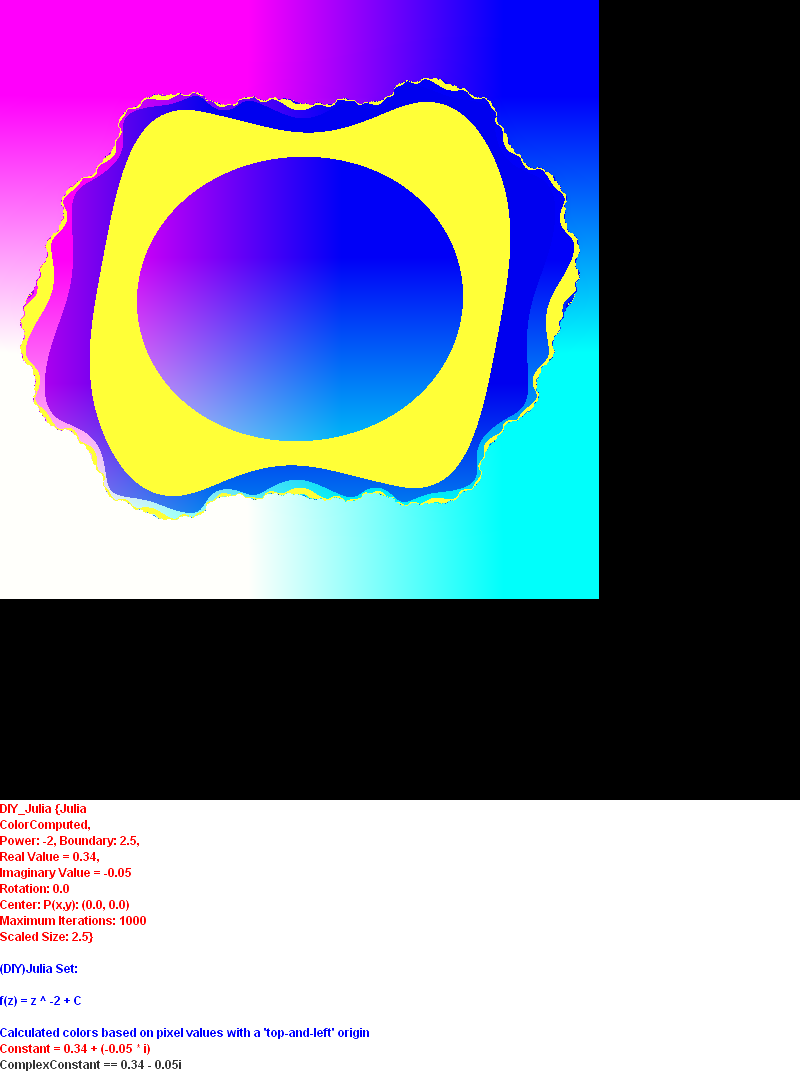 DIY_Julia {Julia
ColorComputed,
Power: -2, Boundary: 2.5,
Real Value = 0.34,
Imaginary Value = -0.05
Rotation: 0.0
Center: P(x,y): (0.0, 0.0)
Maximum Iterations: 1000
Scaled Size: 2.5}
(DIY)Julia Set:
f(z) = z ^ -2 + C
Calculated colors based on pixel values with a 'top-and-left' origin
Constant = 0.34 + (-0.05 * i)
ComplexConstant == 0.34 - 0.05i